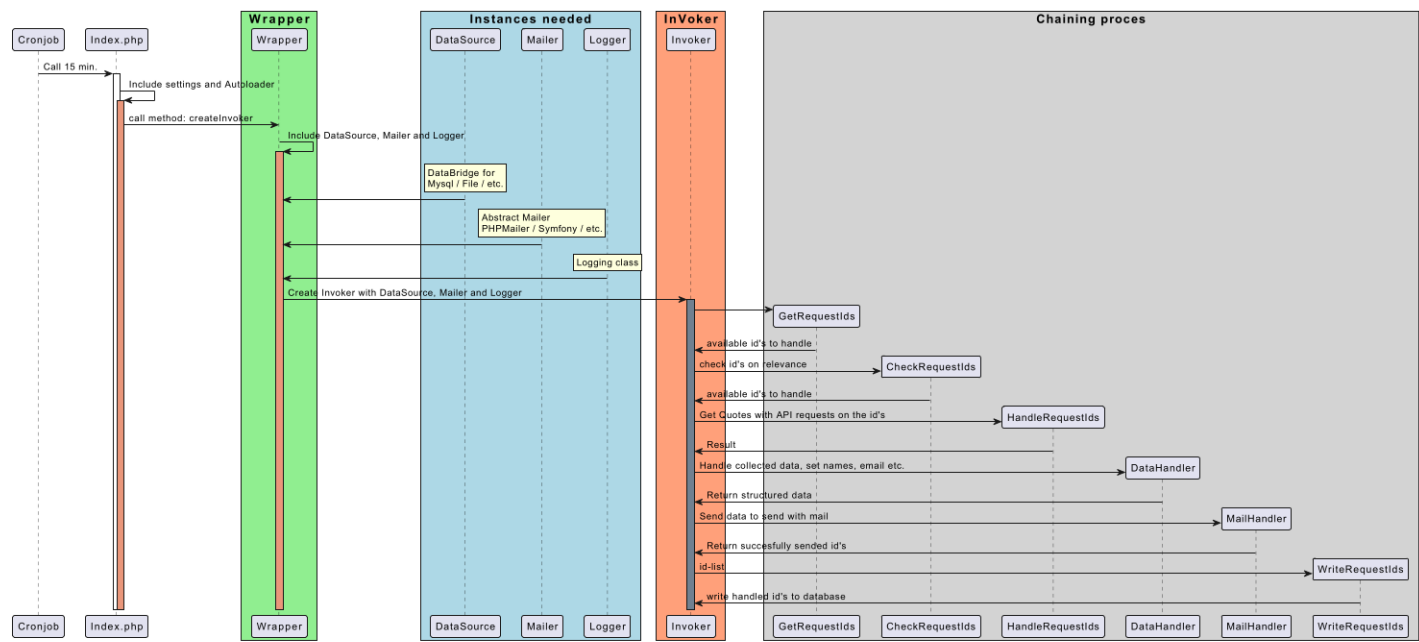 Wrapper
Instances needed
InVoker
Chaining proces
Cronjob
Index.php
Wrapper
DataSource
Mailer
Logger
Invoker
Call 15 min.
Include settings and Autoloader
call method: createInvoker
Include DataSource, Mailer and Logger
DataBridge for
Mysql / File / etc.
Abstract Mailer
PHPMailer / Symfony / etc.
Logging class
Create Invoker with DataSource, Mailer and Logger
GetRequestIds
available id's to handle
check id's on relevance
CheckRequestIds
available id's to handle
Get Quotes with API requests on the id's
HandleRequestIds
Result
Handle collected data, set names, email etc.
DataHandler
Return structured data
Send data to send with mail
MailHandler
Return succesfully sended id's
id-list
WriteRequestIds
write handled id's to database
Cronjob
Index.php
Wrapper
DataSource
Mailer
Logger
Invoker
GetRequestIds
CheckRequestIds
HandleRequestIds
DataHandler
MailHandler
WriteRequestIds